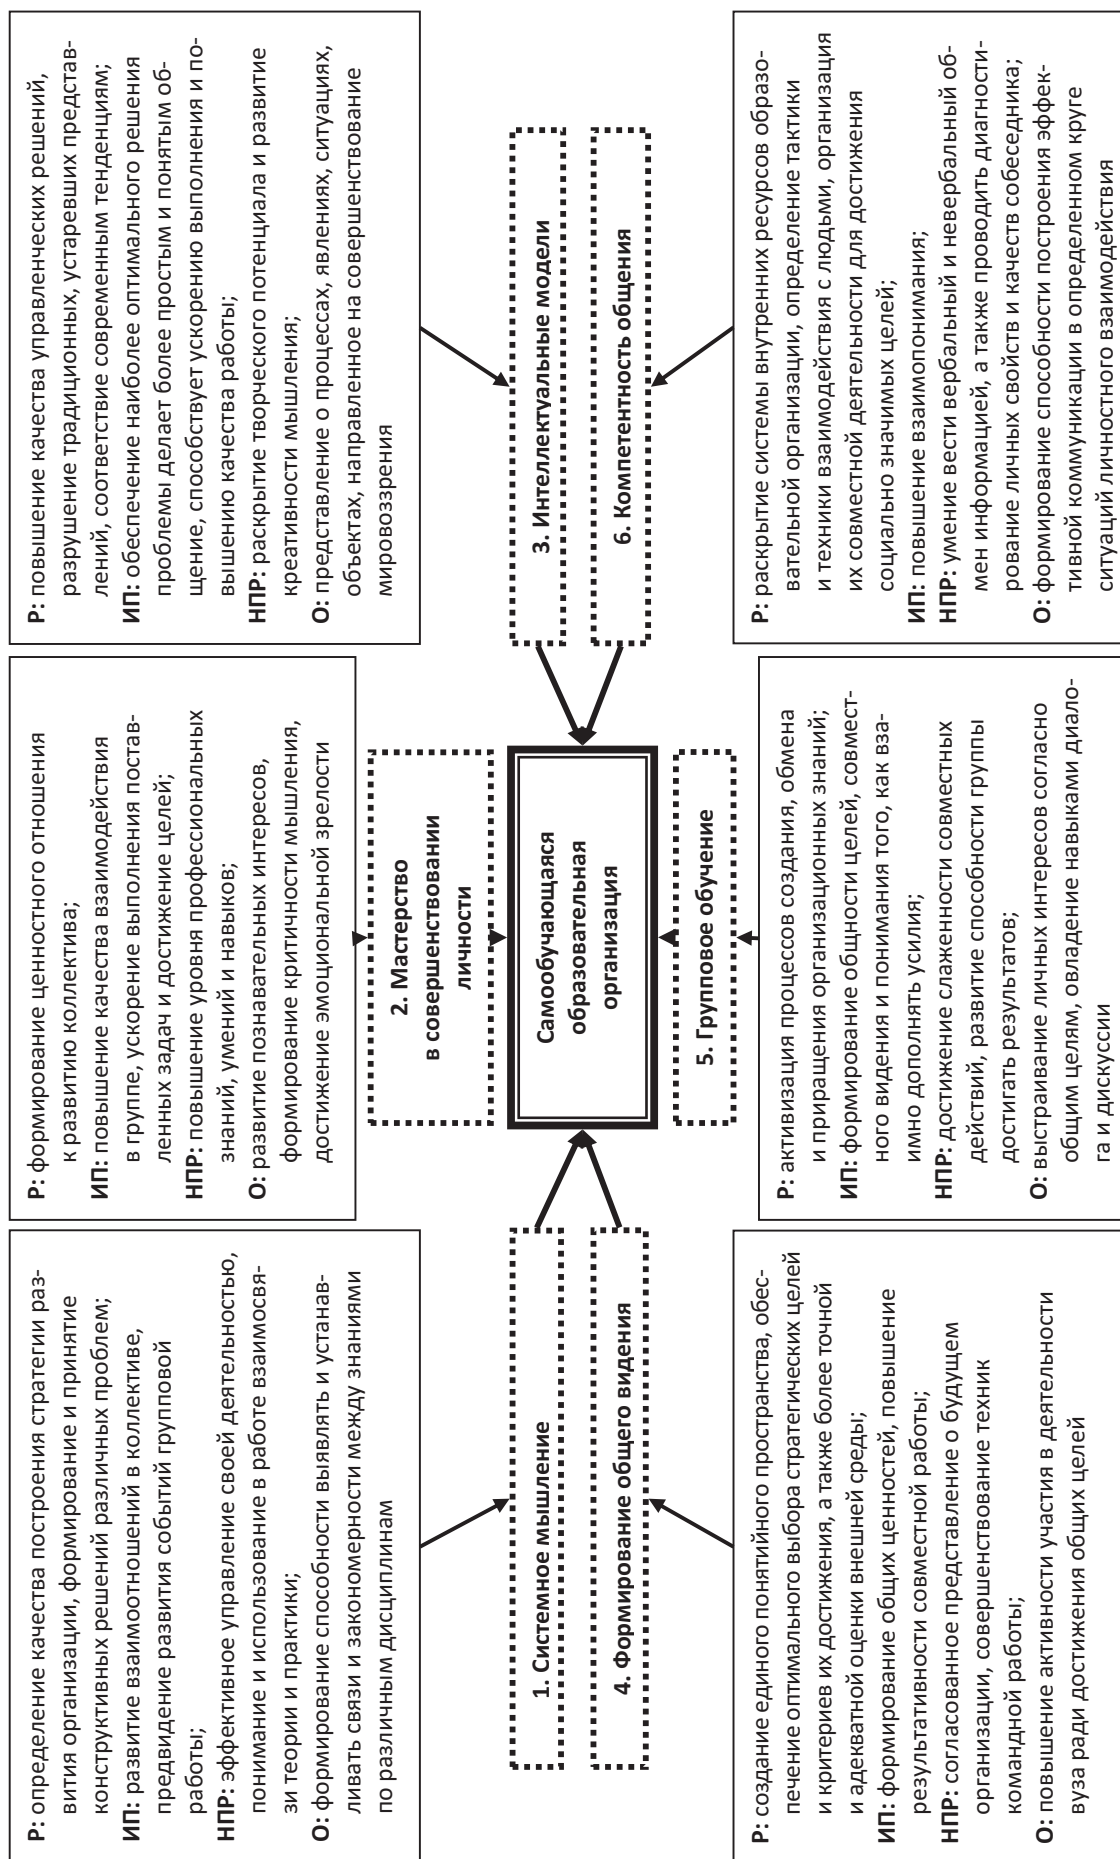 Р: определение качества построения стратегии раз-
вития организации, формирование и принятие
конструктивных решений различных проблем;
ИП: развитие взаимоотношений в коллективе,
предвидение развития событий групповой
работы;
НПР: эффективное управление своей деятельностью,
понимание и использование в работе взаимосвя-
зи теории и практики;
О: формирование способности выявлять и устанав-
ливать связи и закономерности между знаниями
по различным дисциплинам
Р: формирование ценностного отношения
к развитию коллектива;
ИП: повышение качества взаимодействия
в группе, ускорение выполнения постав-
ленных задач и достижение целей;
НПР: повышение уровня профессиональных
знаний, умений и навыков;
О: развитие познавательных интересов,
формирование критичности мышления,
достижение эмоциональной зрелости
Р: повышение качества управленческих решений,
разрушение традиционных, устаревших представ-
лений, соответствие современным тенденциям;
ИП: обеспечение наиболее оптимального решения
проблемы делает более простым и понятым об-
щение, способствует ускорению выполнения и по-
вышению качества работы;
НПР: раскрытие творческого потенциала и развитие
креативности мышления;
О: представление о процессах, явлениях, ситуациях,
объектах, направленное на совершенствование
мировоззрения
1. Системное мышление
2. Мастерство
в совершенствовании
личности
3. Интеллектуальные модели
Самообучающаяся
образовательная
организация
4. Формирование общего видения
5. Групповое обучение
6. Компетентность общения
Р: создание единого понятийного пространства, обес-
печение оптимального выбора стратегических целей
и критериев их достижения, а также более точной
и адекватной оценки внешней среды;
ИП: формирование общих ценностей, повышение
результативности совместной работы;
НПР: согласованное представление о будущем
организации, совершенствование техник
командной работы;
О: повышение активности участия в деятельности
вуза ради достижения общих целей
Р: активизация процессов создания, обмена
и приращения организационных знаний;
ИП: формирование общности целей, совмест-
ного видения и понимания того, как вза-
имно дополнять усилия;
НПР: достижение слаженности совместных
действий, развитие способности группы
достигать результатов;
О: выстраивание личных интересов согласно
общим целям, овладение навыками диало-
га и дискуссии
Р: раскрытие системы внутренних ресурсов образо-
вательной организации, определение тактики
и техники взаимодействия с людьми, организация
их совместной деятельности для достижения
социально значимых целей;
ИП: повышение взаимопонимания;
НПР: умение вести вербальный и невербальный об-
мен информацией, а также проводить диагности-
рование личных свойств и качеств собеседника;
О: формирование способности построения эффек-
тивной коммуникации в определенном круге
ситуаций личностного взаимодействия